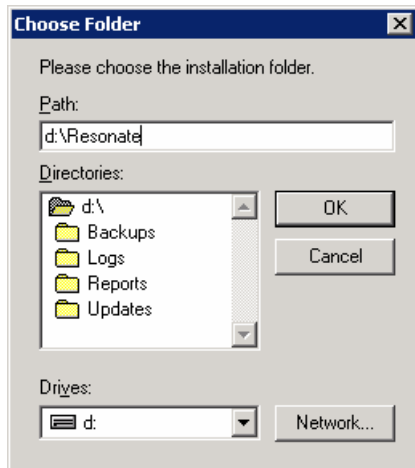 Choose Folder
Please choose the installation folder.
Path:
d:\Resonate
Directories:
d:\
Backups
Logs
Reports
Updates
OK
Cancel
Drives:
d:
Network...